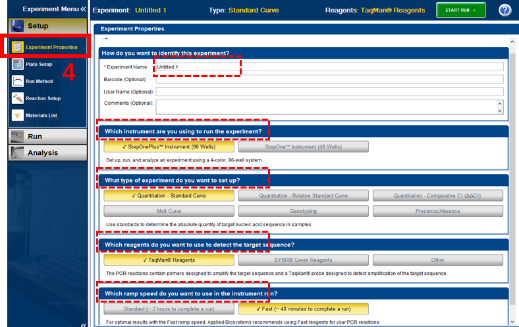 Experiment Menu «
Experiment: Untitled 1
Type: Standard Curve
Reagents: TaqMan® Reagents
START RUN
?
Setup
Experiment Properties
Experiment Properties
4
Plate Setup
Run Method
Reaction Setup
Materials List
Run
Analysis
How do you want to identify this experiment?
* Experiment Name: Untitled 1
Barcode (Optional):
User Name (Optional):
Comments (Optional):
Which instrument are you using to run the experiment?
✓ StepOnePlus™ Instrument (96 Wells)
StepOne™ Instrument (48 Wells)
Set up, run, and analyze an experiment using a 4-color, 96-well system.
What type of experiment do you want to set up?
✓ Quantitation - Standard Curve
Quantitation - Relative Standard Curve
Quantitation - Comparative CT (ΔΔCT)
Melt Curve
Genotyping
Presence/Absence
Use standards to determine the absolute quantity of target nucleic acid sequence in samples.
Which reagents do you want to use to detect the target sequence?
✓ TaqMan® Reagents
SYBR® Green Reagents
Other
The PCR reactions contain primers designed to amplify the target sequence and a TaqMan® probe designed to detect amplification of the target sequence.
Which ramp speed do you want to use in the instrument run?
Standard (~ 2 hours to complete a run)
✓ Fast (~ 40 minutes to complete a run)
For optimal results with the Fast ramp speed, Applied Biosystems recommends using Fast reagents for your PCR reactions.
«